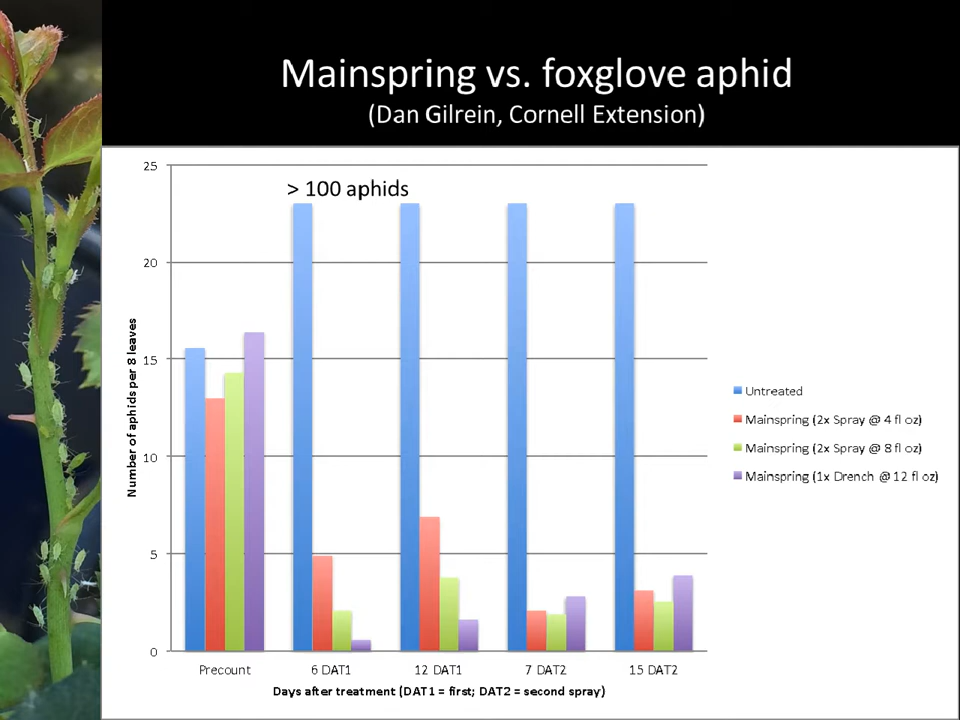 Mainspring vs. foxglove aphid
(Dan Gilrein, Cornell Extension)
25
> 100 aphids
20
15
10
5
0
Number of aphids per 8 leaves
Precount 6 DAT1 12 DAT1 7 DAT2 15 DAT2
Days after treatment (DAT1 = first; DAT2 = second spray)
Untreated
Mainspring (2x Spray @ 4 fl oz)
Mainspring (2x Spray @ 8 fl oz)
Mainspring (1x Drench @ 12 fl oz)